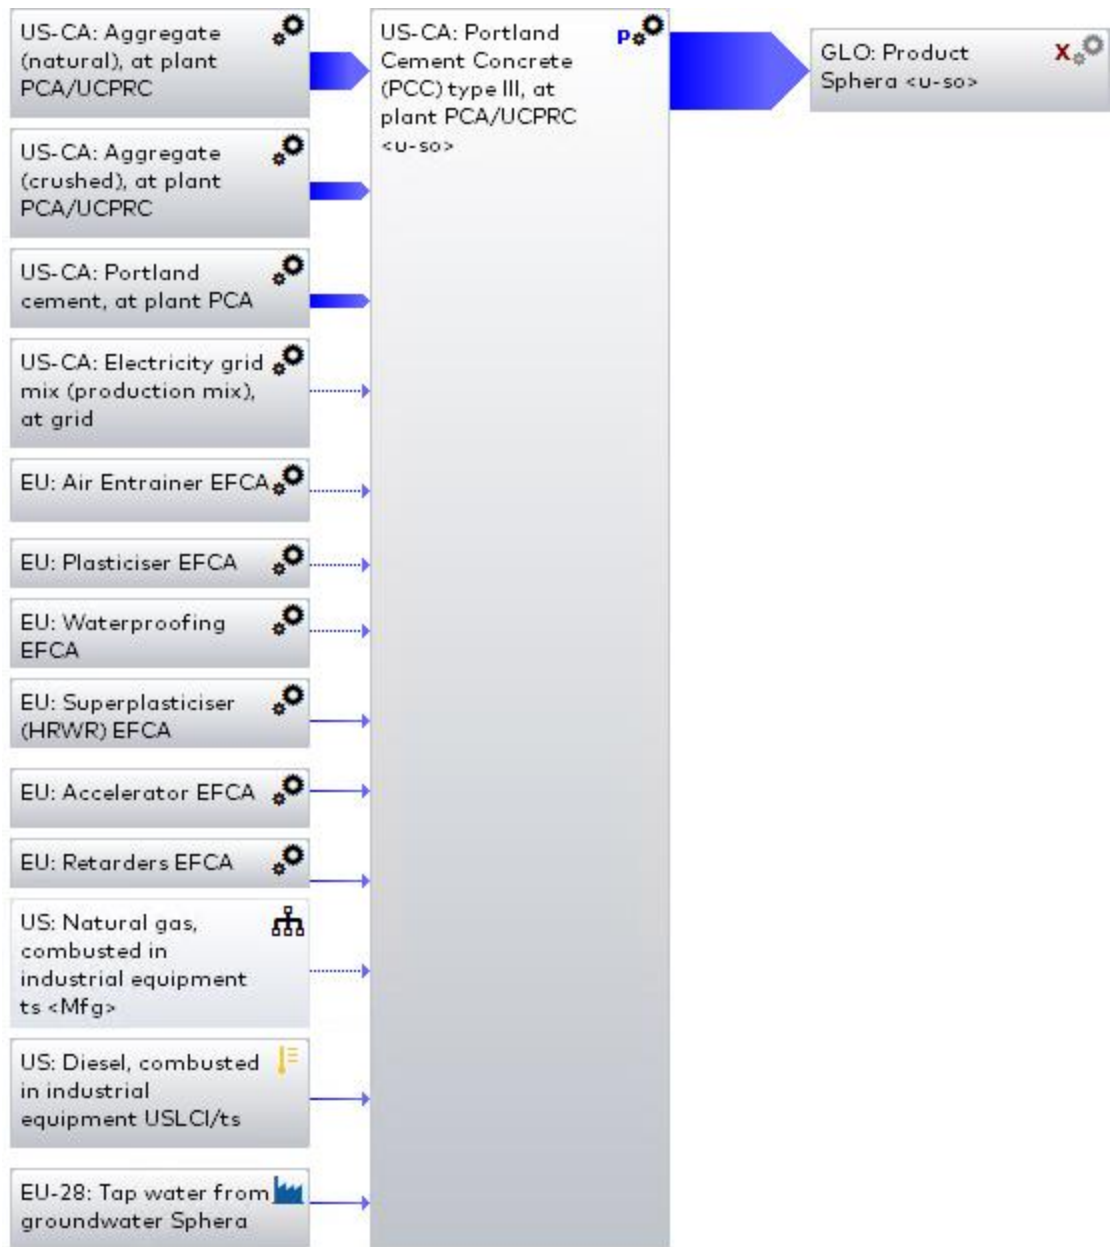 US-CA: Aggregate
(natural), at plant
PCA/UCPRC
US-CA: Portland
Cement Concrete
(PCC) type III, at
plant PCA/UCPRC
<u-so>
p
GLO: Product
Sphera <u-so>
X
US-CA: Aggregate
(crushed), at plant
PCA/UCPRC
US-CA: Portland
cement, at plant PCA
US-CA: Electricity grid
mix (production mix),
at grid
EU: Air Entrainer EFCA
EU: Plasticiser EFCA
EU: Waterproofing
EFCA
EU: Superplasticiser
(HRWR) EFCA
EU: Accelerator EFCA
EU: Retarders EFCA
US: Natural gas,
combusted in
industrial equipment
ts <Mfg>
US: Diesel, combusted
in industrial
equipment USLCI/ts
EU-28: Tap water from
groundwater Sphera